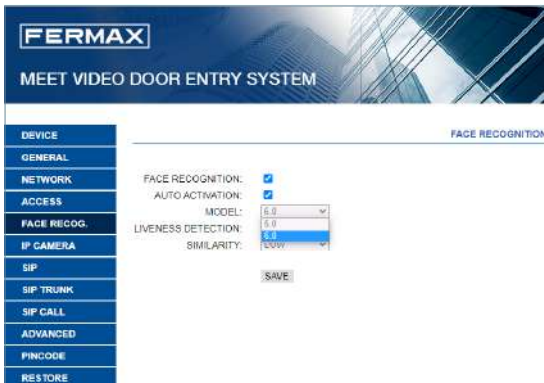 FERMAX
MEET VIDEO DOOR ENTRY SYSTEM
DEVICE
FACE RECOGNITION
GENERAL
NETWORK
ACCESS
FACE RECOG.
IP CAMERA
SIP
SIP TRUNK
SIP CALL
ADVANCED
PINCODE
RESTORE
FACE RECOGNITION:
AUTO ACTIVATION:
MODEL: 6.0
6.0
LIVENESS DETECTION: 6.0
SIMILARITY: LOW
SAVE